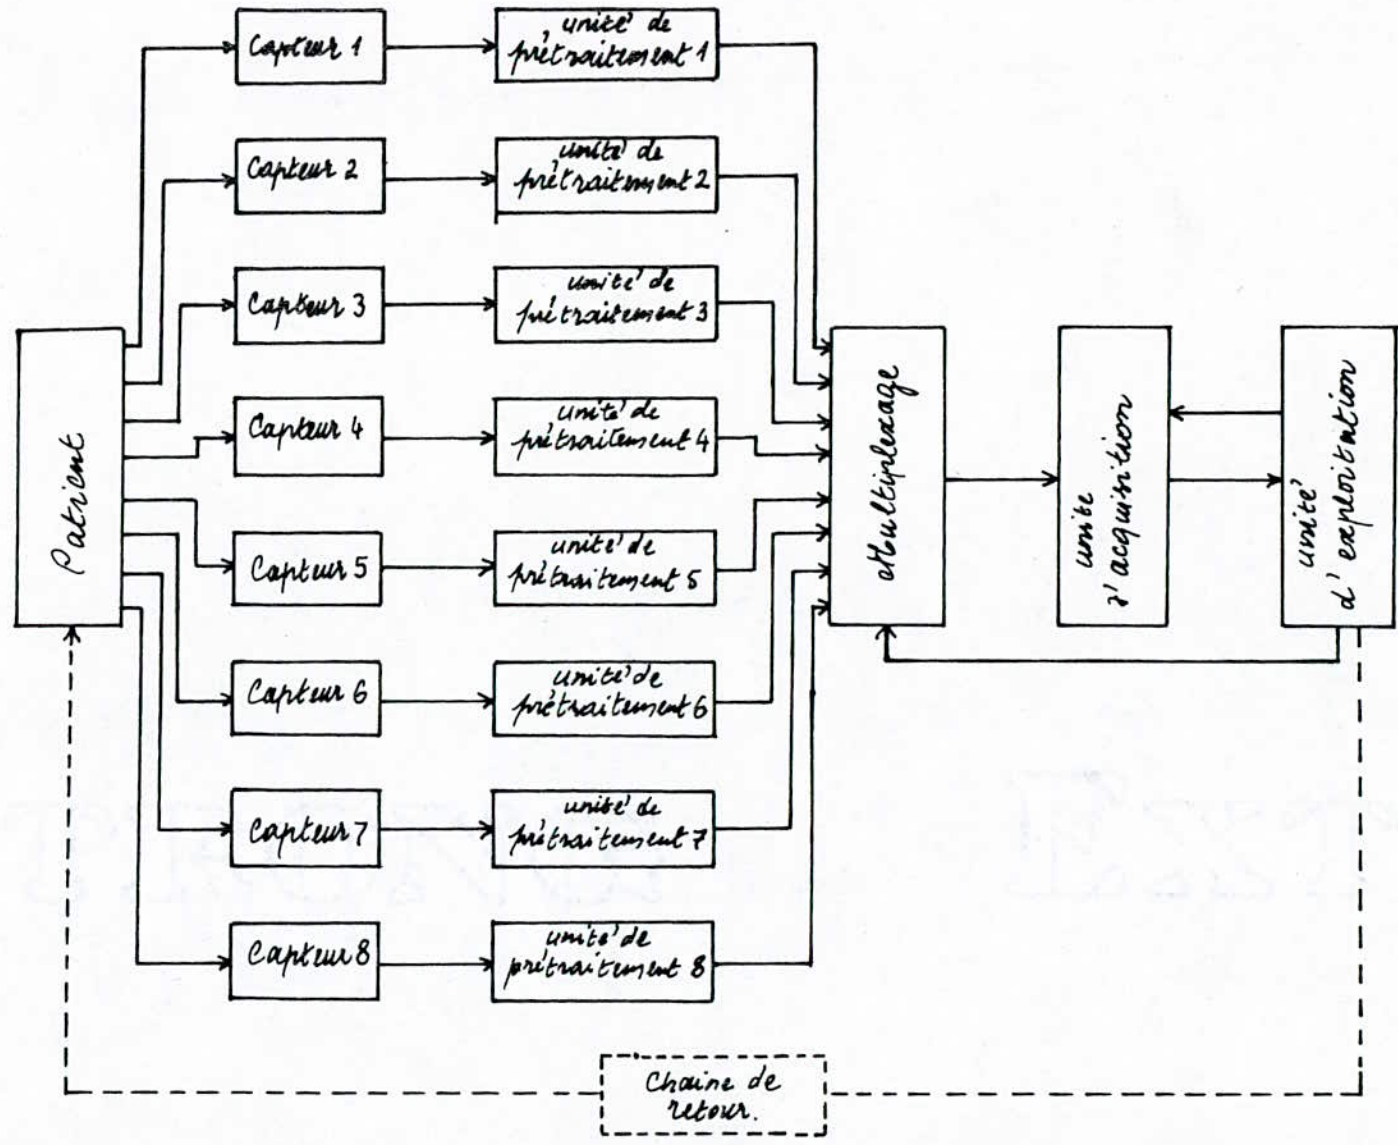 Capteur 1
unité de
prétraitement 1
Capteur 2
unité de
prétraitement 2
Capteur 3
unité de
prétraitement 3
Capteur 4
unité de
prétraitement 4
Capteur 5
unité de
prétraitement 5
Capteur 6
unité de
prétraitement 6
Capteur 7
unité de
prétraitement 7
Capteur 8
unité de
prétraitement 8
Patient
Multiplexage
unite
d'acquisition
unité
d'exploitation
Chaine de
retour.